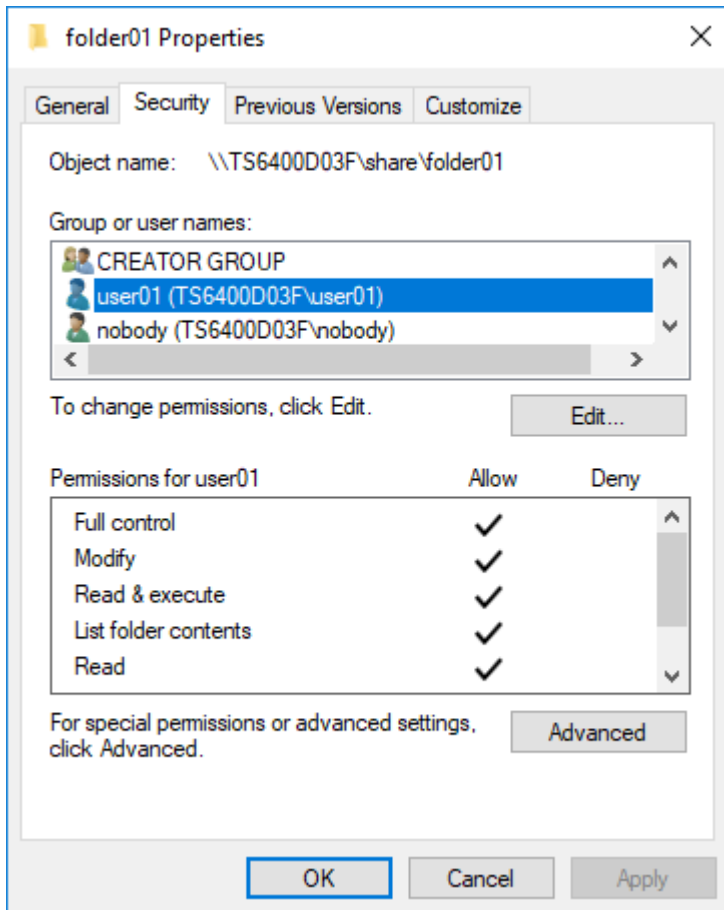 folder01 Properties
General Security Previous Versions Customize
Object name: \\TS6400D03F\share\folder01
Group or user names:
CREATOR GROUP
user01 (TS6400D03F\user01)
nobody (TS6400D03F\nobody)
To change permissions, click Edit.
Edit...
Permissions for user01 Allow Deny
Full control
Modify
Read & execute
List folder contents
Read
For special permissions or advanced settings,
click Advanced.
Advanced
OK Cancel Apply